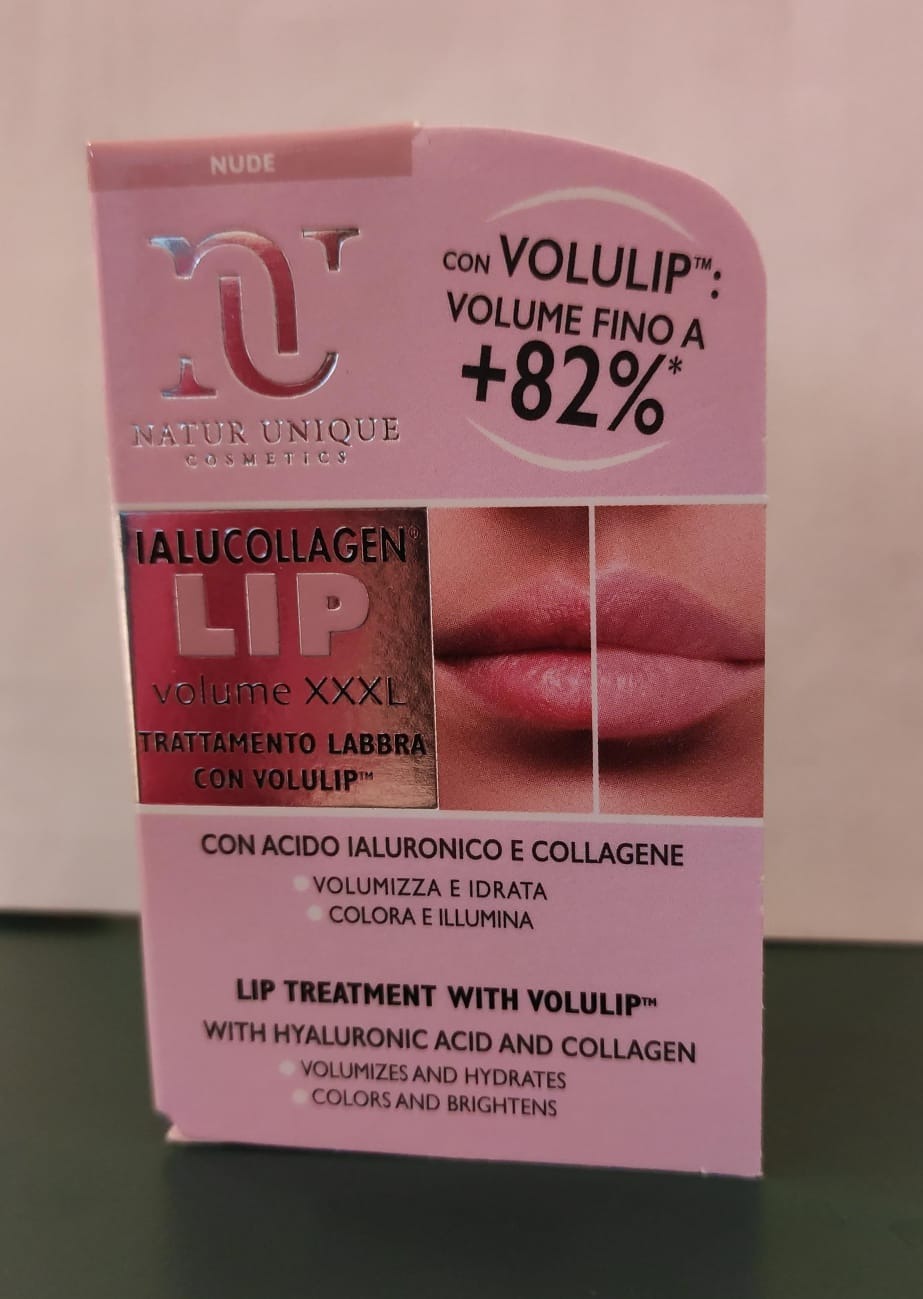 NUDE
NU
NATUR UNIQUE
COSMETICS
CON VOLULIP™:
VOLUME FINO A
+82%*
IALUCOLLAGEN®
LIP
volume XXXL
TRATTAMENTO LABBRA
CON VOLULIP™
CON ACIDO IALURONICO E COLLAGENE
VOLUMIZZA E IDRATA
COLORA E ILLUMINA
LIP TREATMENT WITH VOLULIP™
WITH HYALURONIC ACID AND COLLAGEN
VOLUMIZES AND HYDRATES
COLORS AND BRIGHTENS